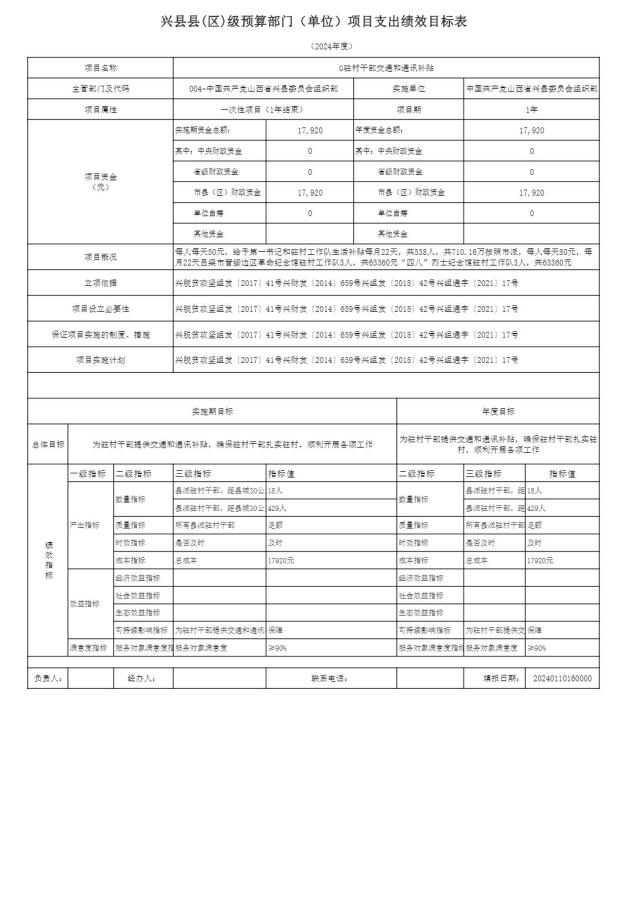 兴县县(区)级预算部门（单位）项目支出绩效目标表
（2024年度）
项目名称 G驻村干部交通和通讯补贴
主管部门及代码 004-中国共产党山西省兴县委员会组织部 实施单位 中国共产党山西省兴县委员会组织部
项目属性 一次性项目（1年结束） 项目期 1年
项目资金（元）
实施期资金总额: 17,920 年度资金总额: 17,920
其中: 中央财政资金 0 其中: 中央财政资金 0
省级财政资金 0 省级财政资金 0
市县（区）财政资金 17,920 市县（区）财政资金 17,920
单位自筹 0 单位自筹 0
其他资金 其他资金
项目概况 每人每天50元, 给予第一书记和驻村工作队生活补贴每月22天, 共538人, 共710.16万按照市派, 每人每天80元, 每
月22天吕梁市晋绥边区革命纪念馆驻村工作队3人, 共63360元“四八”烈士纪念馆驻村工作队3人, 共63360元
立项依据 兴脱贫攻坚组发〔2017〕41号兴财发〔2014〕659号兴组发〔2018〕42号兴组通字〔2021〕17号
项目设立必要性 兴脱贫攻坚组发〔2017〕41号兴财发〔2014〕659号兴组发〔2018〕42号兴组通字〔2021〕17号
保证项目实施的制度、措施 兴脱贫攻坚组发〔2017〕41号兴财发〔2014〕659号兴组发〔2018〕42号兴组通字〔2021〕17号
项目实施计划 兴脱贫攻坚组发〔2017〕41号兴财发〔2014〕659号兴组发〔2018〕42号兴组通字〔2021〕17号
实施期目标 年度目标
总体目标 为驻村干部提供交通和通讯补贴, 确保驻村干部扎实驻村, 顺利开展各项工作 为驻村干部提供交通和通讯补贴, 确保驻村干部扎实驻
村, 顺利开展各项工作
绩效指标
一级指标 二级指标 三级指标 指标值 二级指标 三级指标 指标值
产出指标 数量指标 县派驻村干部, 距县城30公 18人 数量指标 县派驻村干部, 距 18人
县派驻村干部, 距县城30公 429人 县派驻村干部, 距 429人
质量指标 所有县派驻村干部 足额 质量指标 所有县派驻村干部 足额
时效指标 是否及时 及时 时效指标 是否及时 及时
成本指标 总成本 17920元 成本指标 总成本 17920元
效益指标 经济效益指标 经济效益指标
社会效益指标 社会效益指标
生态效益指标 生态效益指标
可持续影响指标 为驻村干部提供交通和通讯 保障 可持续影响指标 为驻村干部提供交 保障
满意度指标 服务对象满意度指 服务对象满意度 ≥90% 服务对象满意度指标 服务对象满意度 ≥90%
负责人: 经办人: 联系电话: 填报日期: 20240110160000